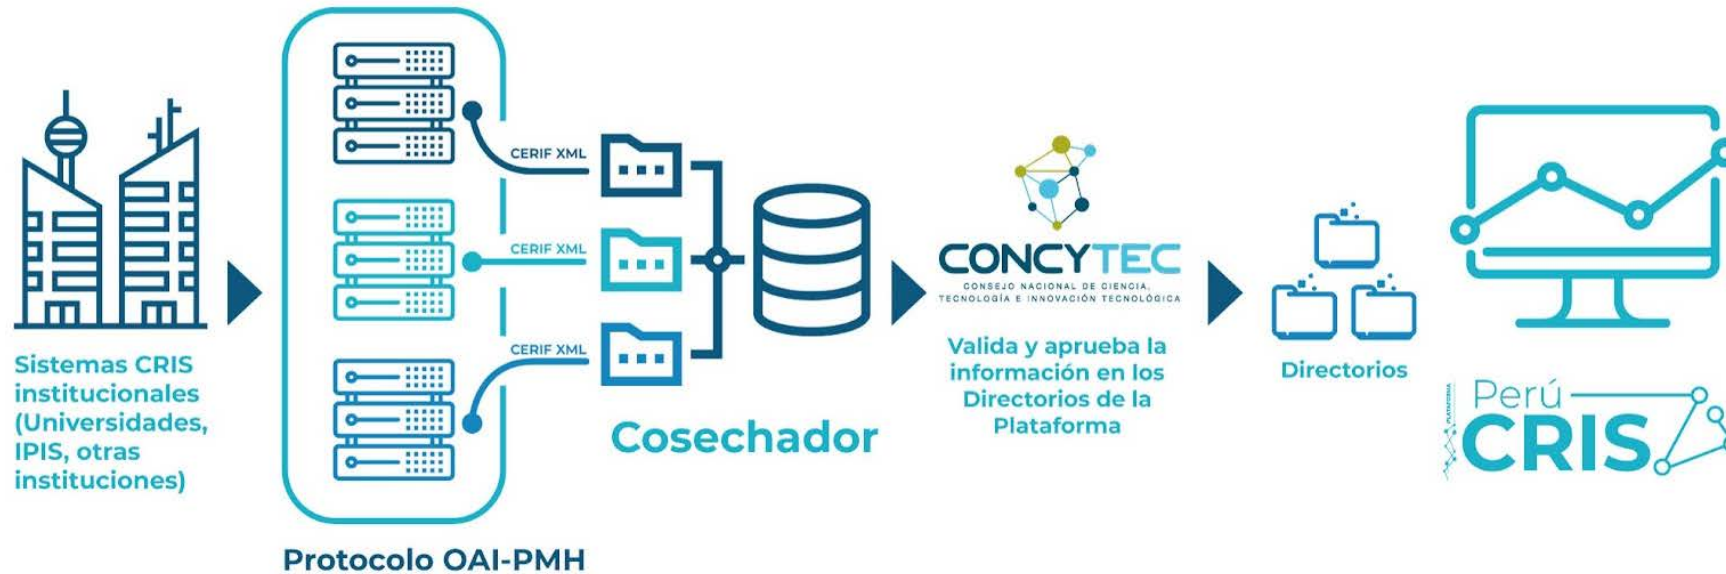 Sistemas CRIS
institucionales
(Universidades,
IPIS, otras
instituciones)
Protocolo OAI-PMH
CERIF XML
CERIF XML
CERIF XML
Cosechador
CONCYTEC
CONSEJO NACIONAL DE CIENCIA,
TECNOLOGÍA E INNOVACIÓN TECNOLÓGICA
Valida y aprueba la
información en los
Directorios de la
Plataforma
Directorios
PLATAFORMA
Perú
CRIS